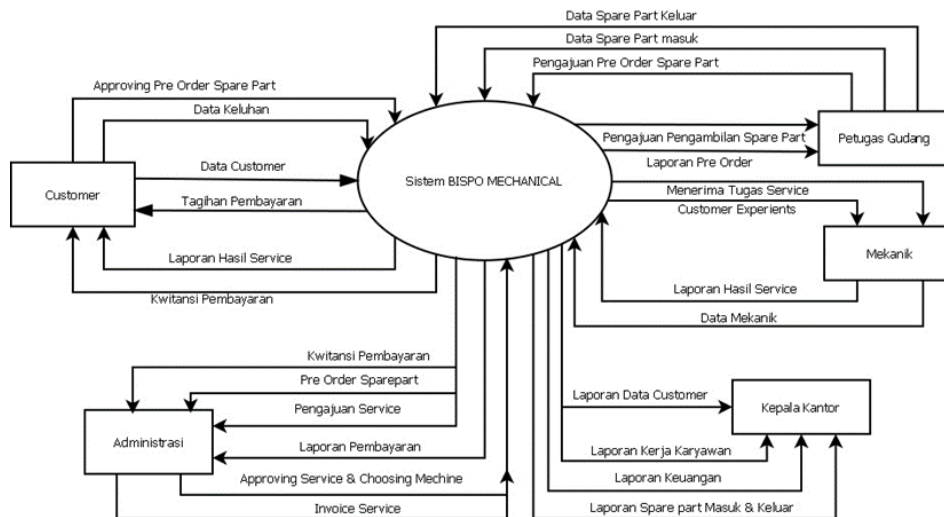 Data Spare Part Keluar
Data Spare Part masuk
Pengajuan Pre Order Spare Part
Approving Pre Order Spare Part
Data Keluhan
Petugas Gudang
Pengajuan Pengambilan Spare Part
Data Customer
Laporan Pre Order
Sistem BISPO MECHANICAL
Customer
Menerima Tugas Service
Tagihan Pembayaran
Customer Experients
Mekanik
Laporan Hasil Service
Laporan Hasil Service
Kwitansi Pembayaran
Data Mekanik
Kwitansi Pembayaran
Pre Order Sparepart
Laporan Data Customer
Pengajuan Service
Kepala Kantor
Administrasi
Laporan Pembayaran
Laporan Kerja Karyawan
Approving Service & Choosing Mechine
Laporan Keuangan
Invoice Service
Laporan Spare part Masuk & Keluar